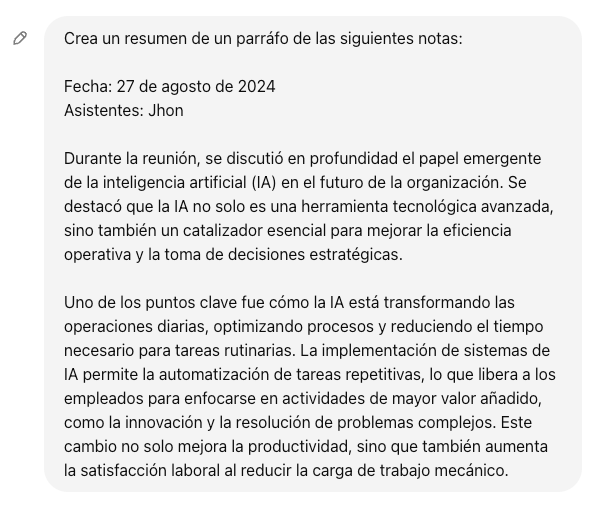 Crea un resumen de un parráfo de las siguientes notas:
Fecha: 27 de agosto de 2024
Asistentes: Jhon
Durante la reunión, se discutió en profundidad el papel emergente
de la inteligencia artificial (IA) en el futuro de la organización. Se
destacó que la IA no solo es una herramienta tecnológica avanzada,
sino también un catalizador esencial para mejorar la eficiencia
operativa y la toma de decisiones estratégicas.
Uno de los puntos clave fue cómo la IA está transformando las
operaciones diarias, optimizando procesos y reduciendo el tiempo
necesario para tareas rutinarias. La implementación de sistemas de
IA permite la automatización de tareas repetitivas, lo que libera a los
empleados para enfocarse en actividades de mayor valor añadido,
como la innovación y la resolución de problemas complejos. Este
cambio no solo mejora la productividad, sino que también aumenta
la satisfacción laboral al reducir la carga de trabajo mecánico.